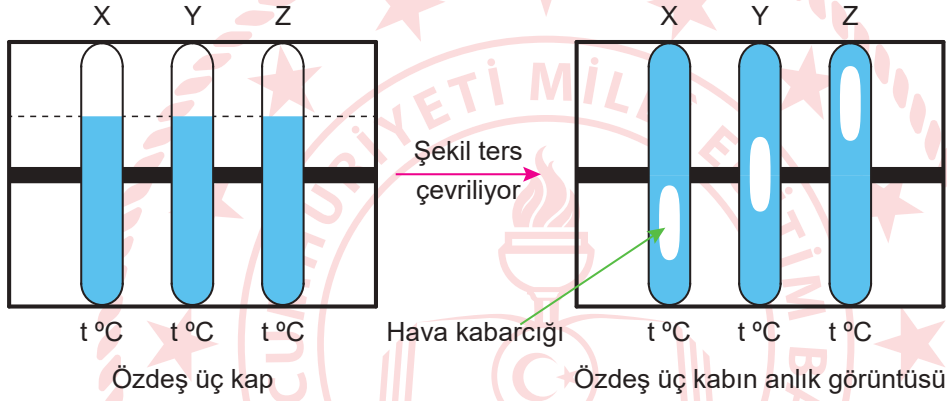 X Y Z
X Y Z
Şekil ters
çevriliyor
t ºC t ºC t ºC
Hava kabarcığı
t ºC t ºC t ºC
Özdeş üç kap
Özdeş üç kabın anlık görüntüsü